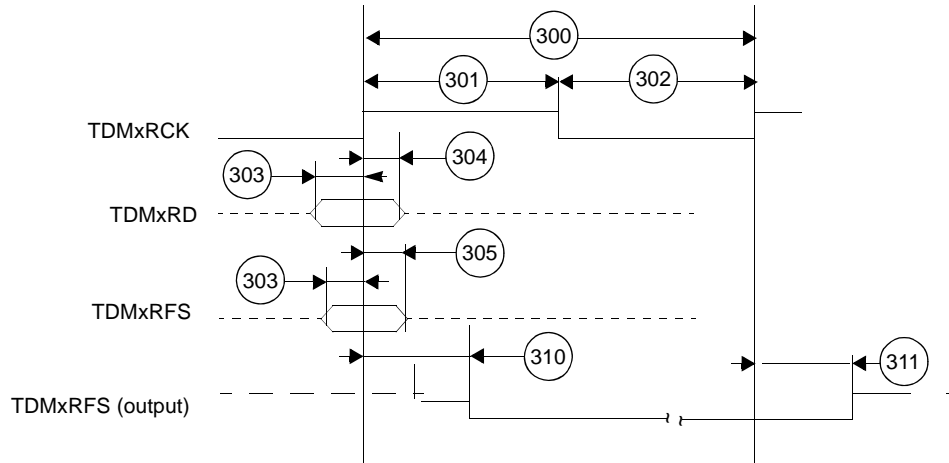 300
301
302
TDMxRCK
304
303
TDMxRD
305
303
TDMxRFS
310
311
TDMxRFS (output)